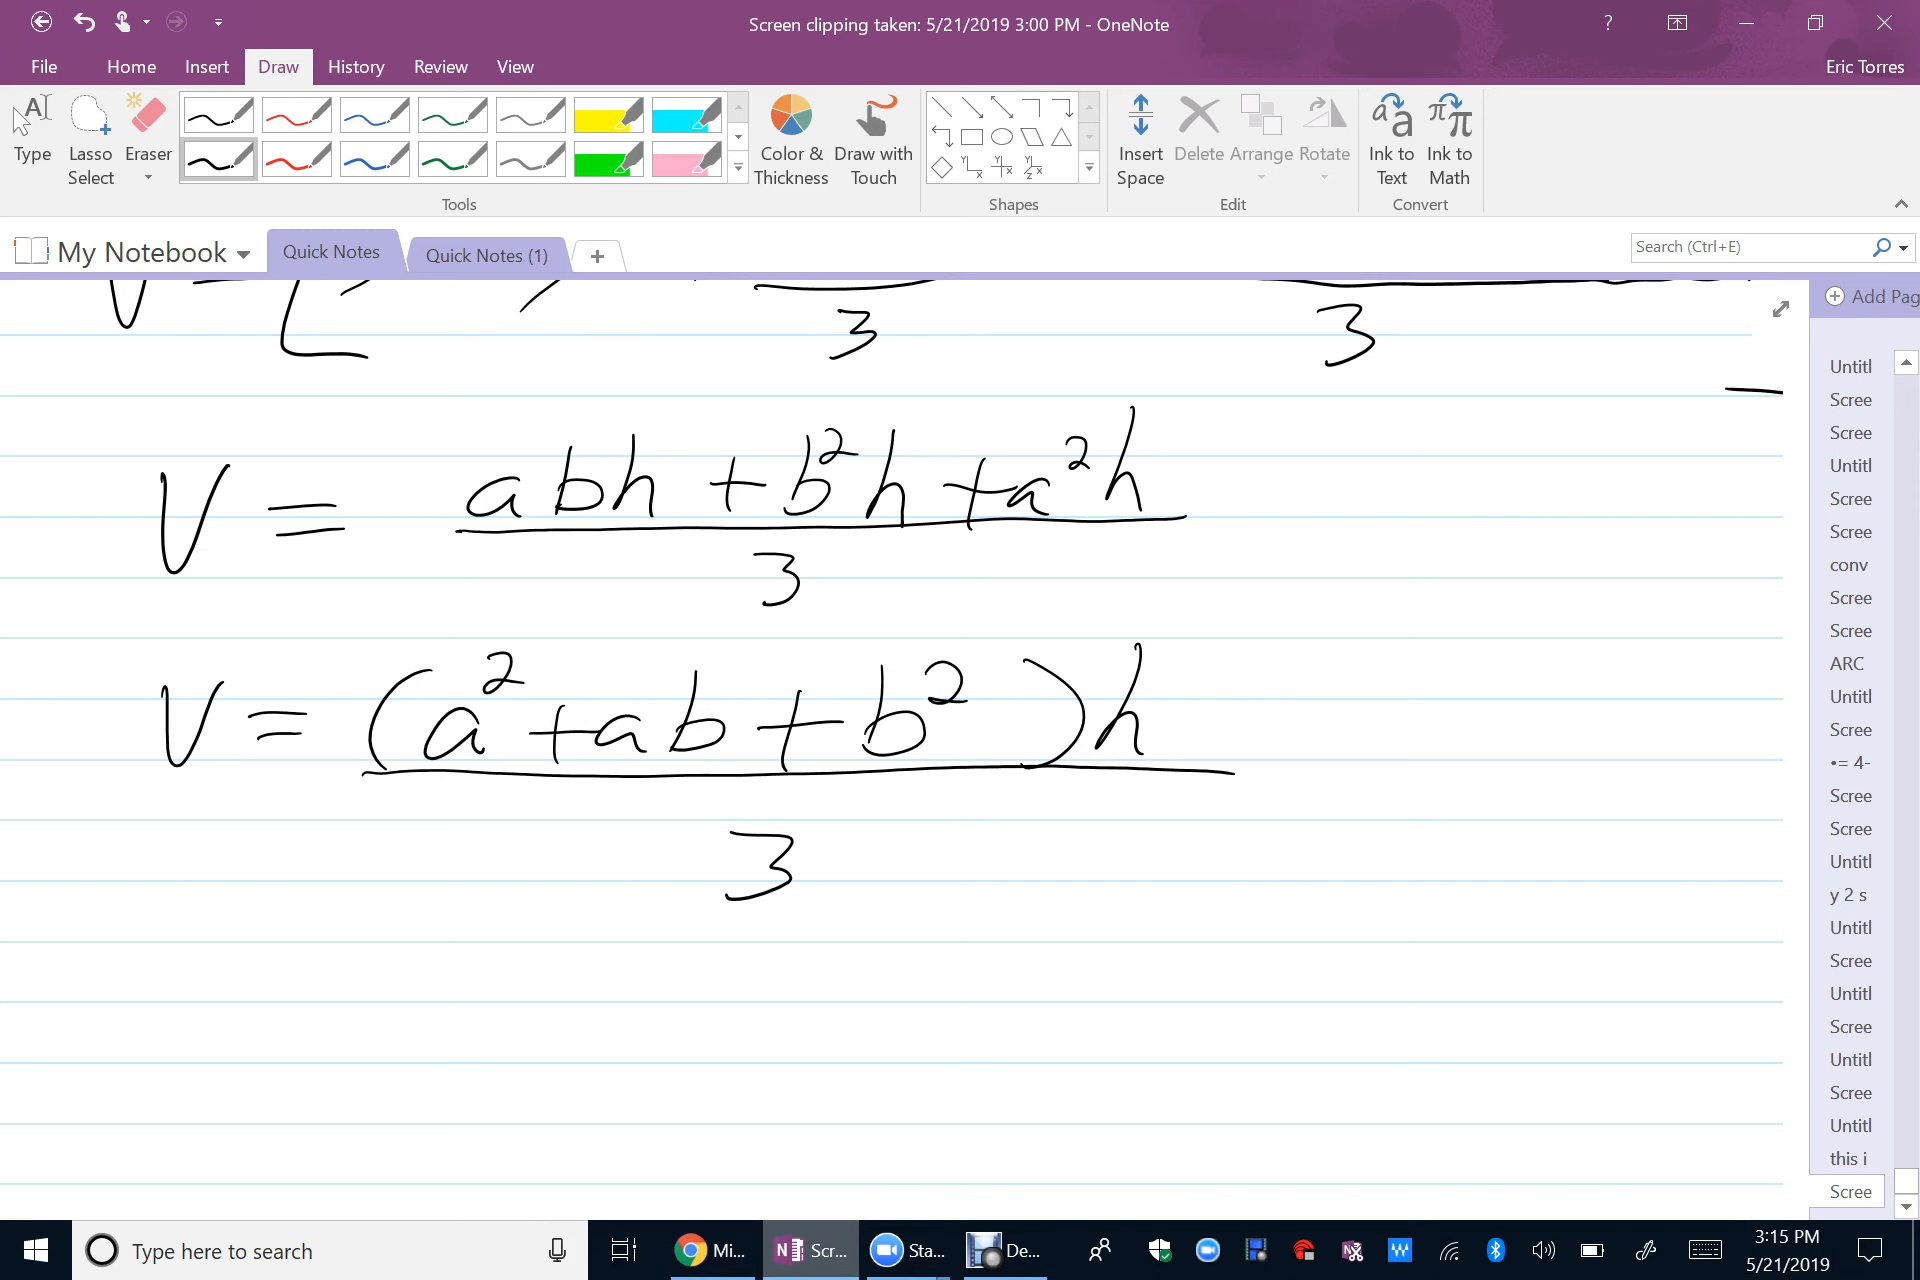 Screen clipping taken: 5/21/2019 3:00 PM - OneNote
?
File Home Insert Draw History Review View
Eric Torres
Type
Lasso Select
Eraser
Color & Thickness
Draw with Touch
Insert Space
Delete
Arrange
Rotate
Ink to Text
Ink to Math
Tools
Shapes
Edit
Convert
My Notebook
Quick Notes
Quick Notes (1)
Search (Ctrl+E)
Add Pag
3 3
V = abh + b²h + a²h
3
V = (a² + ab + b²)h
3
Untitl
Scree
Scree
Untitl
Scree
Scree
conv
Scree
Scree
ARC
Untitl
Scree
•= 4-
Scree
Scree
Untitl
y 2 s
Untitl
Scree
Untitl
Scree
Untitl
Scree
Untitl
this i
Scree
Type here to search
Mi...
Scr...
Sta...
De...
3:15 PM
5/21/2019